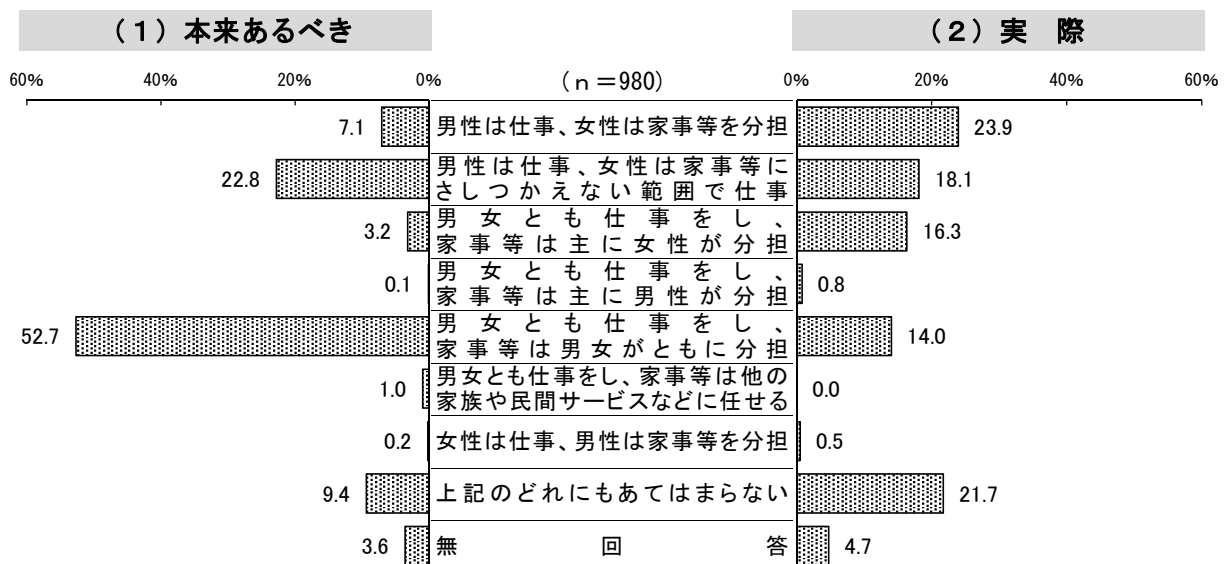 （１）本来あるべき
（２）実　際
60%
40%
20%
0%
（ｎ＝980）
0%
20%
40%
60%
7.1
男性は仕事、女性は家事等を分担
23.9
22.8
男性は仕事、女性は家事等に
さしつかえない範囲で仕事
18.1
3.2
男女とも仕事をし、
家事等は主に女性が分担
16.3
0.1
男女とも仕事をし、
家事等は主に男性が分担
0.8
52.7
男女とも仕事をし、
家事等は男女がともに分担
14.0
1.0
男女とも仕事をし、家事等は他の
家族や民間サービスなどに任せる
0.0
0.2
女性は仕事、男性は家事等を分担
0.5
9.4
上記のどれにもあてはまらない
21.7
3.6
無回答
4.7